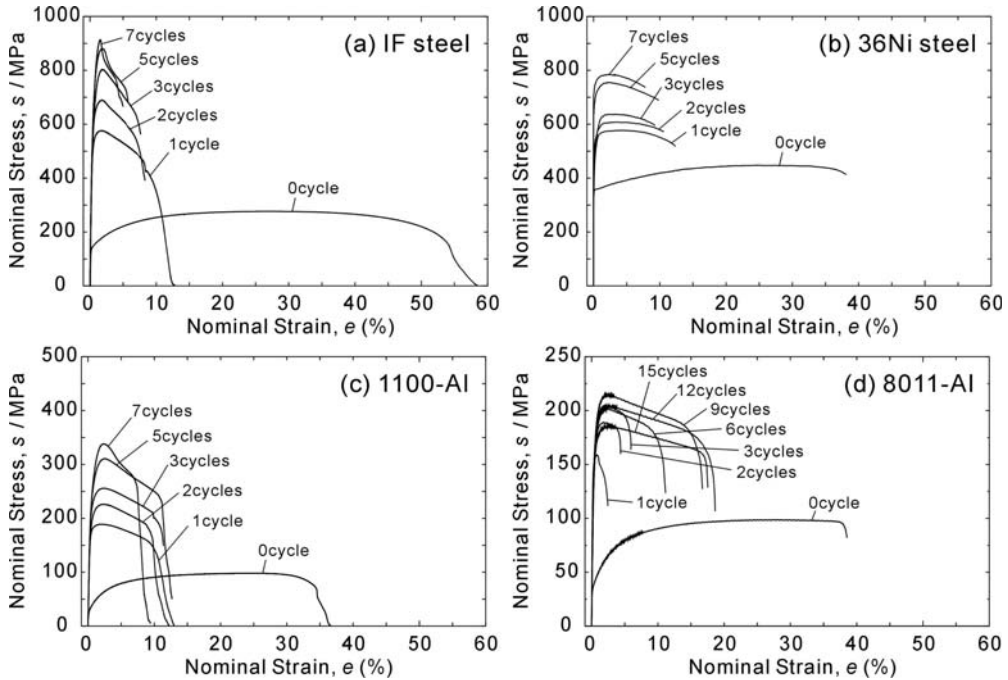 1000
800
600
400
200
0
Nominal Stress, s / MPa
(a) IF steel
7cycles
5cycles
3cycles
2cycles
1cycle
0cycle
0 10 20 30 40 50 60
Nominal Strain, e (%)
1000
800
600
400
200
0
Nominal Stress, s / MPa
(b) 36Ni steel
7cycles
5cycles
3cycles
2cycles
1cycle
0cycle
0 10 20 30 40 50 60
Nominal Strain, e (%)
500
400
300
200
100
0
Nominal Stress, s / MPa
(c) 1100-Al
7cycles
5cycles
3cycles
2cycles
1cycle
0cycle
0 10 20 30 40 50 60
Nominal Strain, e (%)
250
200
150
100
50
0
Nominal Stress, s / MPa
(d) 8011-Al
15cycles
12cycles
9cycles
6cycles
3cycles
2cycles
1cycle
0cycle
0 10 20 30 40 50 60
Nominal Strain, e (%)